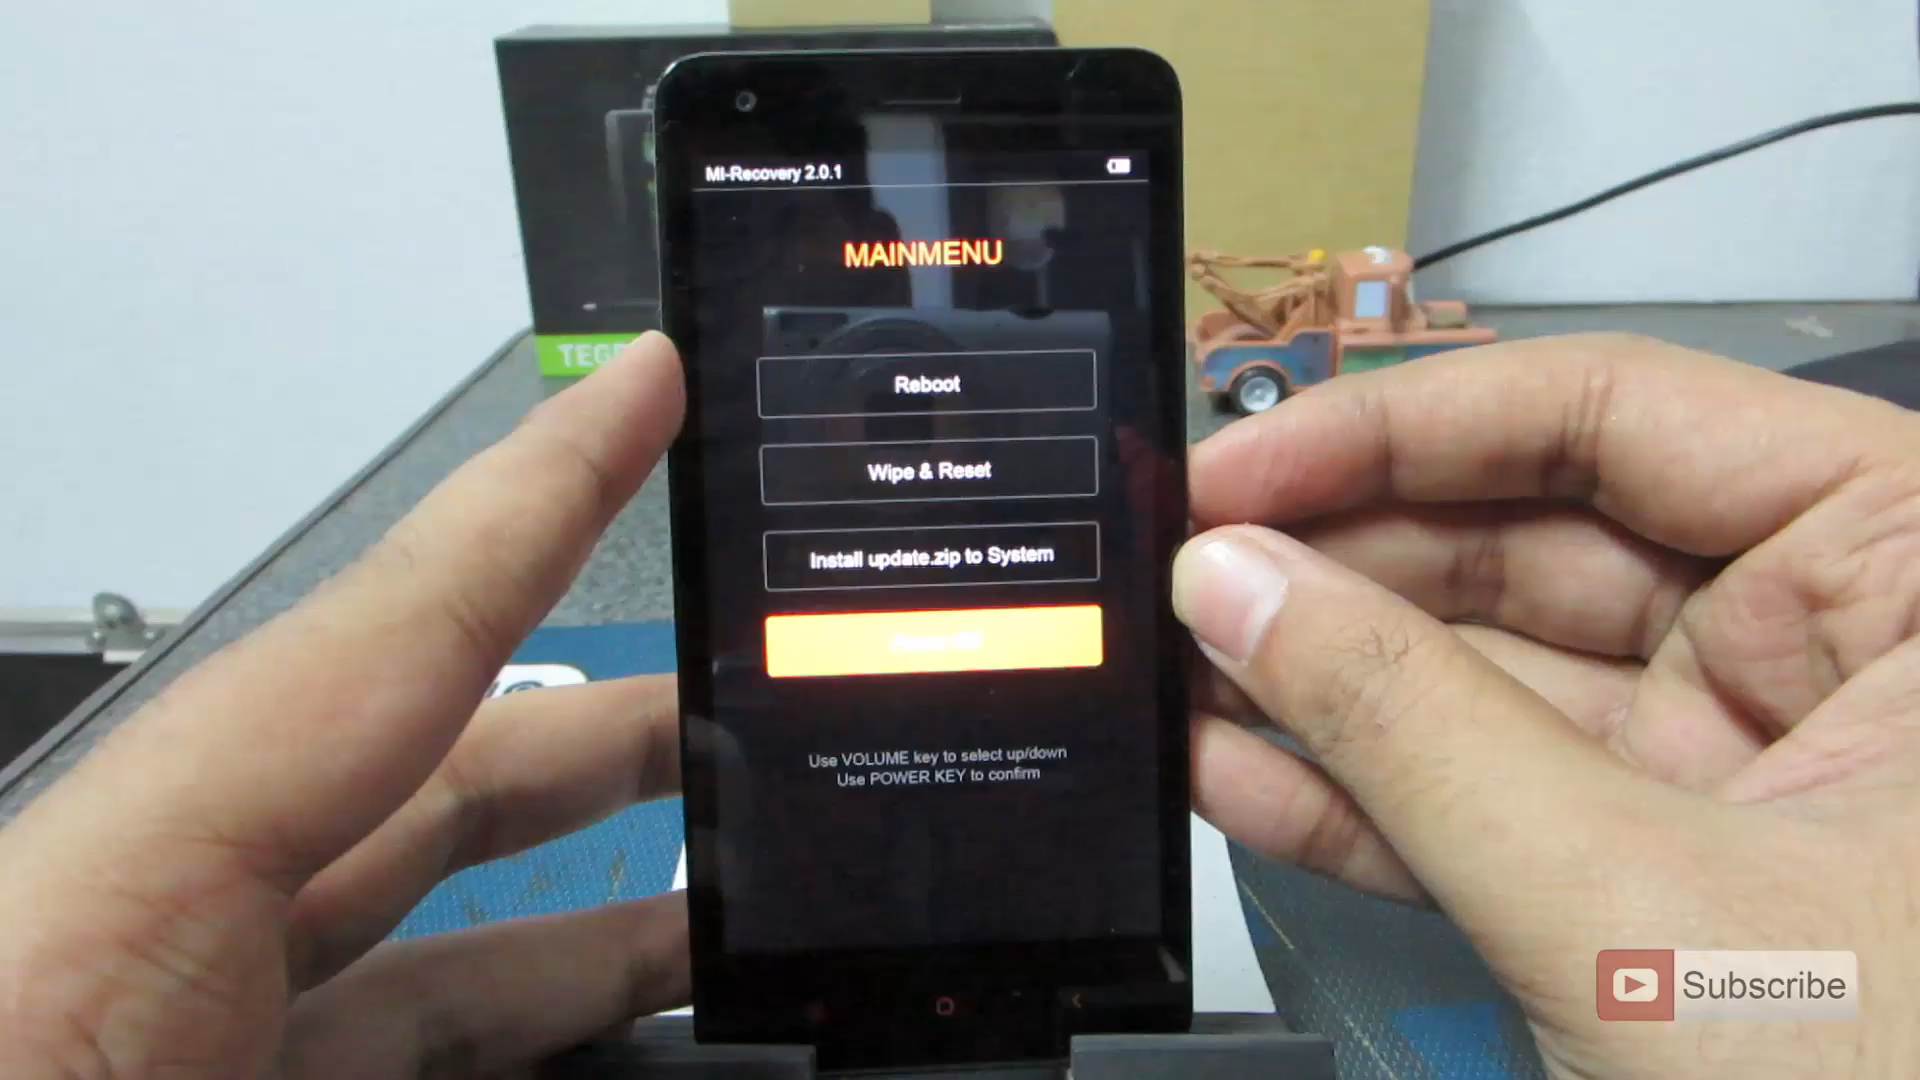 MI-Recovery 2.0.1
MAINMENU
Reboot
Wipe & Reset
Install update.zip to System
Use VOLUME key to select up/down
Use POWER KEY to confirm
Subscribe